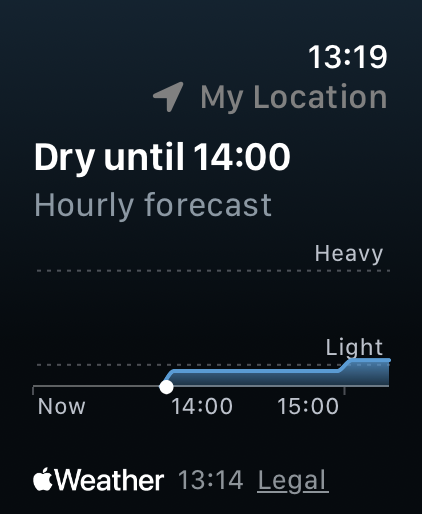 13:19
My Location
Dry until 14:00
Hourly forecast
Heavy
Light
Now 14:00 15:00
Weather 13:14 Legal